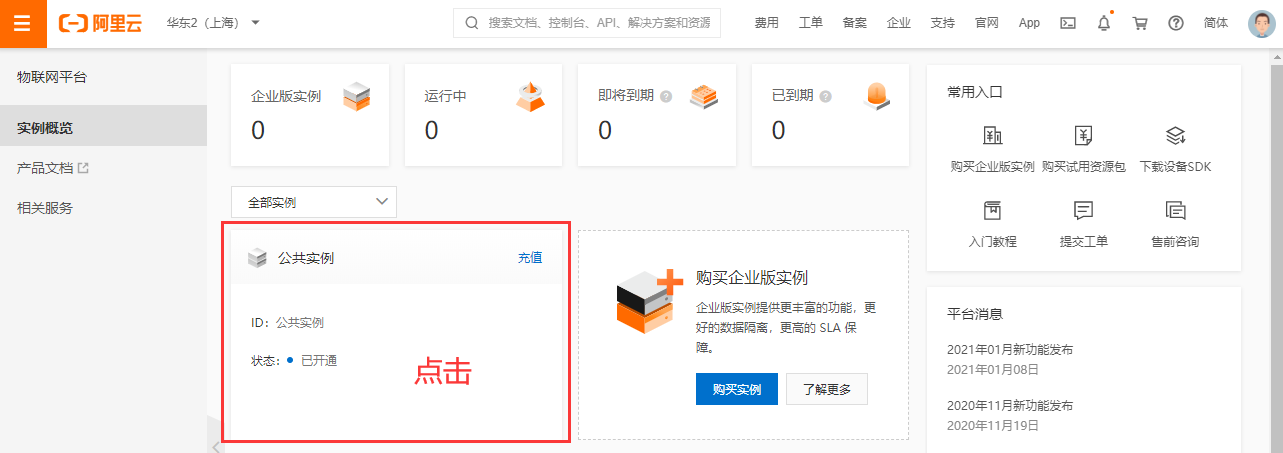 阿里云
华东2（上海）
搜索文档、控制台、API、解决方案和资源
费用 工单 备案 企业 支持 官网 App 简体
物联网平台
实例概览
产品文档
相关服务
企业版实例
0
运行中
0
即将到期
0
已到期
0
全部实例
公共实例 充值
ID：公共实例
状态： 已开通
点击
购买企业版实例
企业版实例提供更丰富的功能，更
好的数据隔离，更高的 SLA 保
障。
购买实例 了解更多
常用入口
购买企业版实例 购买试用资源包 下载设备SDK
入门教程 提交工单 售前咨询
平台消息
2021年01月新功能发布
2021年01月08日
2020年11月新功能发布
2020年11月19日